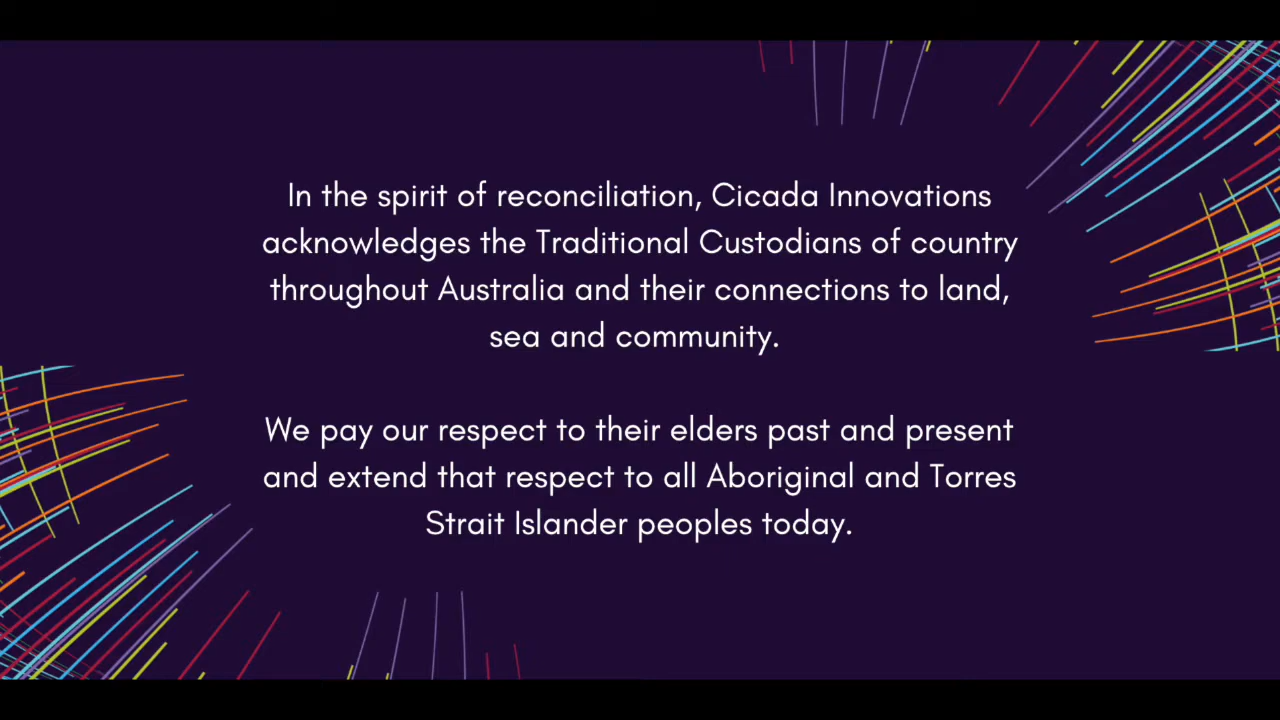 In the spirit of reconciliation, Cicada Innovations
acknowledges the Traditional Custodians of country
throughout Australia and their connections to land,
sea and community.
We pay our respect to their elders past and present
and extend that respect to all Aboriginal and Torres
Strait Islander peoples today.